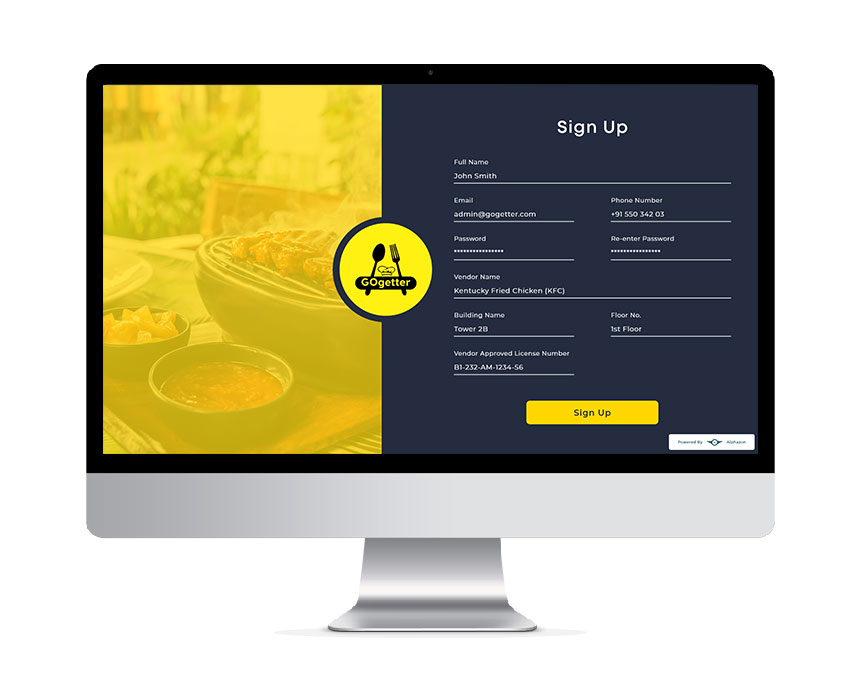 Sign Up
Full Name
John Smith
Email
Phone Number
admin@gogetter.com
+91 550 342 03
Password
Re-enter Password
****************
***************
Vendor Name
Kentucky Fried Chicken (KFC)
GOgetter
Building Name
Floor No.
Tower 2B
1st Floor
Vendor Approved License Number
B1-232-AM-1234-56
Sign Up
Powered By